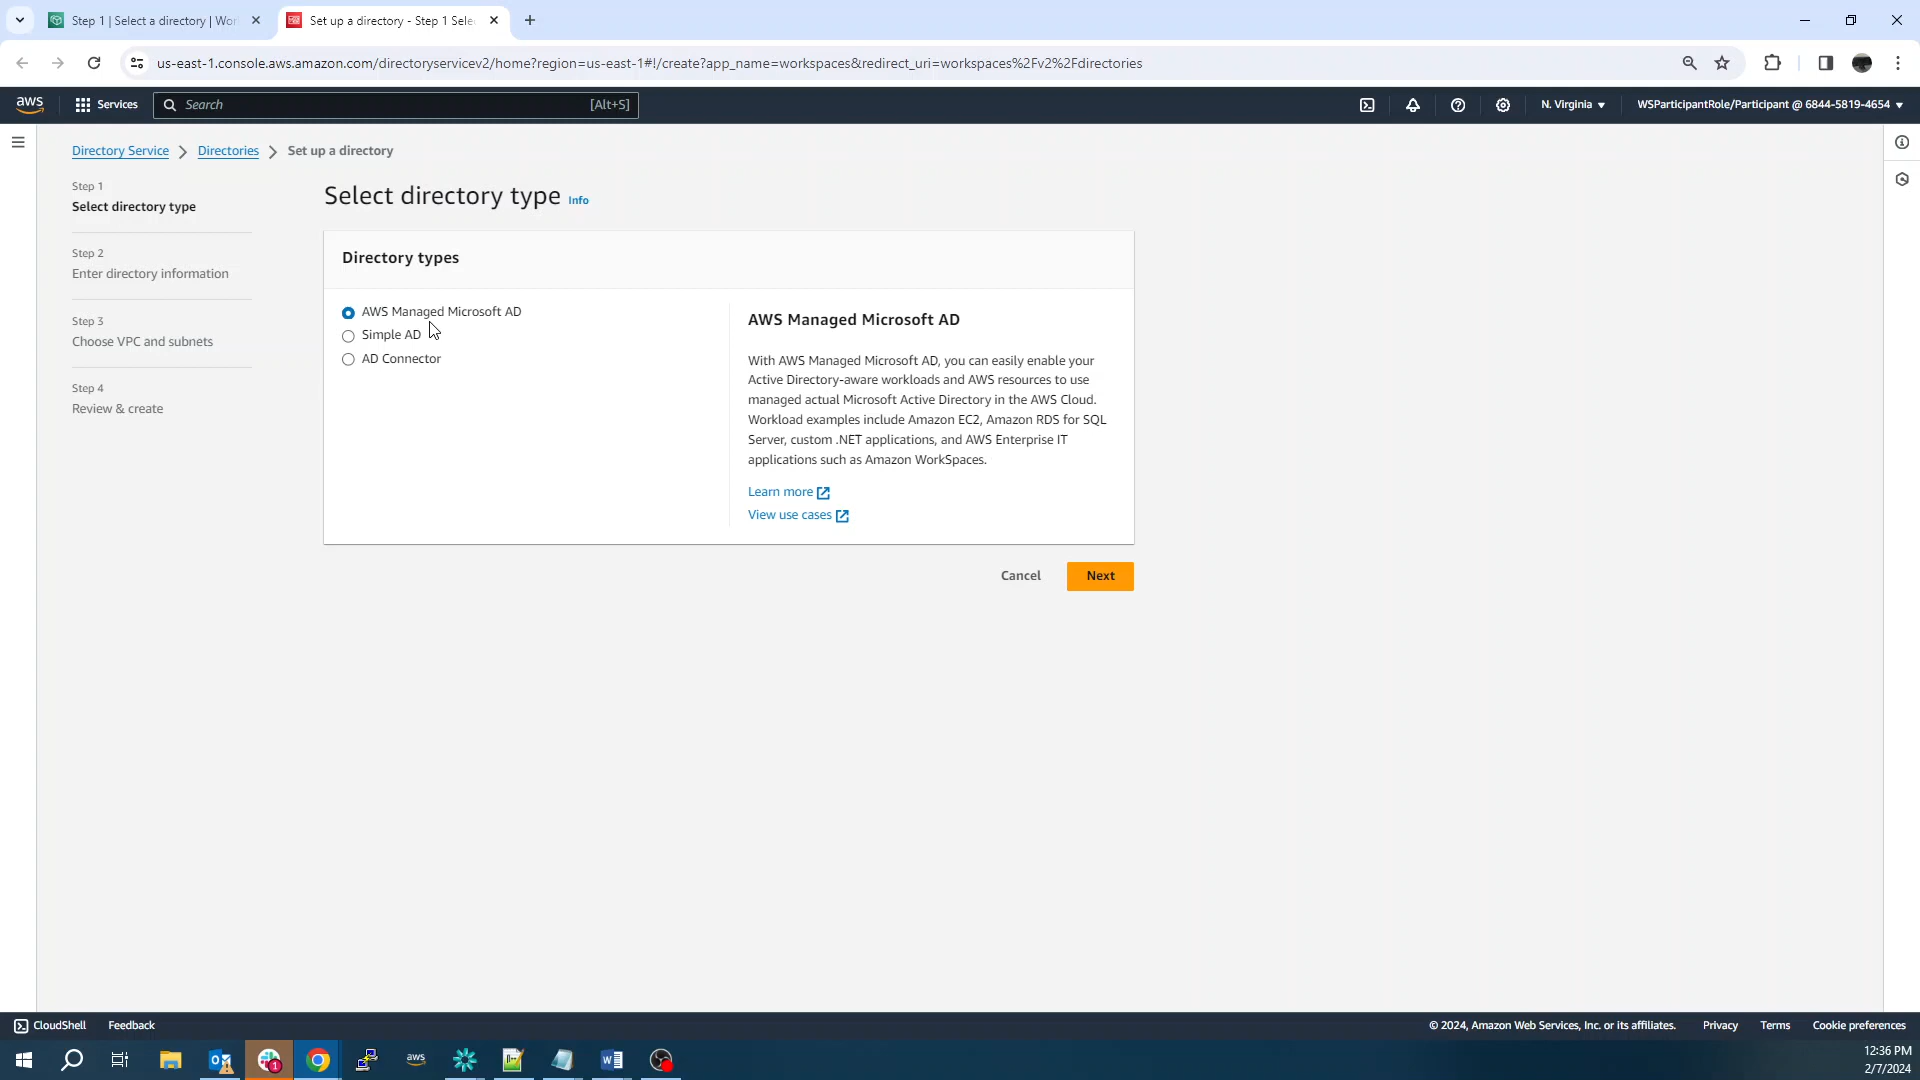 Step 1 | Select a directory | Wor
Set up a directory - Step 1 Sele
us-east-1.console.aws.amazon.com/directoryservicev2/home?region=us-east-1#!/create?app_name=workspaces&redirect_uri=workspaces%2Fv2%2Fdirectories
aws
Services
Search
[Alt+S]
N. Virginia
WSParticipantRole/Participant @ 6844-5819-4654
Directory Service
Directories
Set up a directory
Step 1
Select directory type
Step 2
Enter directory information
Step 3
Choose VPC and subnets
Step 4
Review & create
Select directory type Info
Directory types
AWS Managed Microsoft AD
Simple AD
AD Connector
AWS Managed Microsoft AD
With AWS Managed Microsoft AD, you can easily enable your
Active Directory-aware workloads and AWS resources to use
managed actual Microsoft Active Directory in the AWS Cloud.
Workload examples include Amazon EC2, Amazon RDS for SQL
Server, custom .NET applications, and AWS Enterprise IT
applications such as Amazon WorkSpaces.
Learn more
View use cases
Cancel
Next
CloudShell
Feedback
© 2024, Amazon Web Services, Inc. or its affiliates.
Privacy
Terms
Cookie preferences
1
aws
12:36 PM
2/7/2024